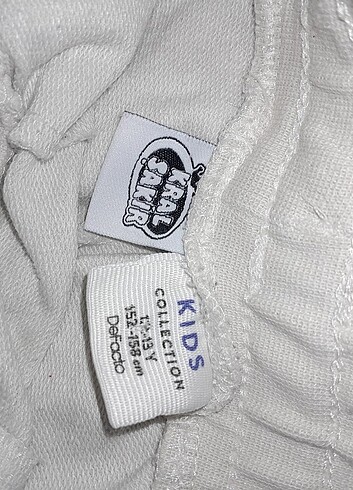 KRAL
ŞAKİR
KIDS
COLLECTION
12-13 Y
152-158 cm
DeFacto